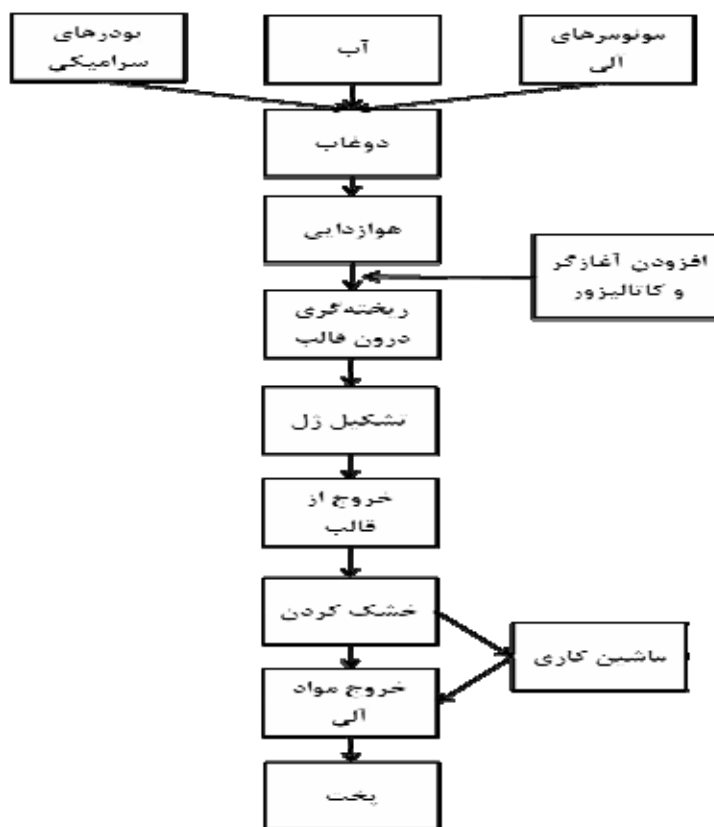 پودرهای
سرامیکی
آب
مونومرهای
آلی
دوغاب
هوازدایی
افزودن آغازگر
و کاتالیزور
ریخته‌گری
درون قالب
تشکیل ژل
خروج از
قالب
خشک کردن
ماشین کاری
خروج مواد
آلی
پخت